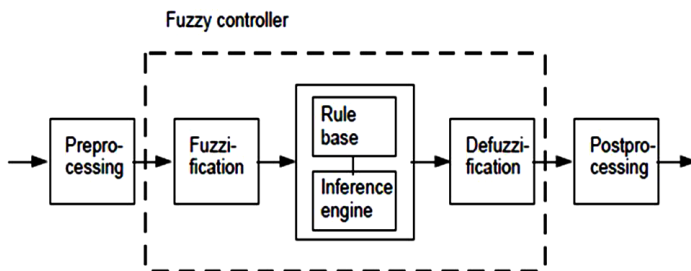 Fuzzy controller
Prepro-
cessing
Fuzzi-
fication
Rule
base
Inference
engine
Defuzzi-
fication
Postpro-
cessing